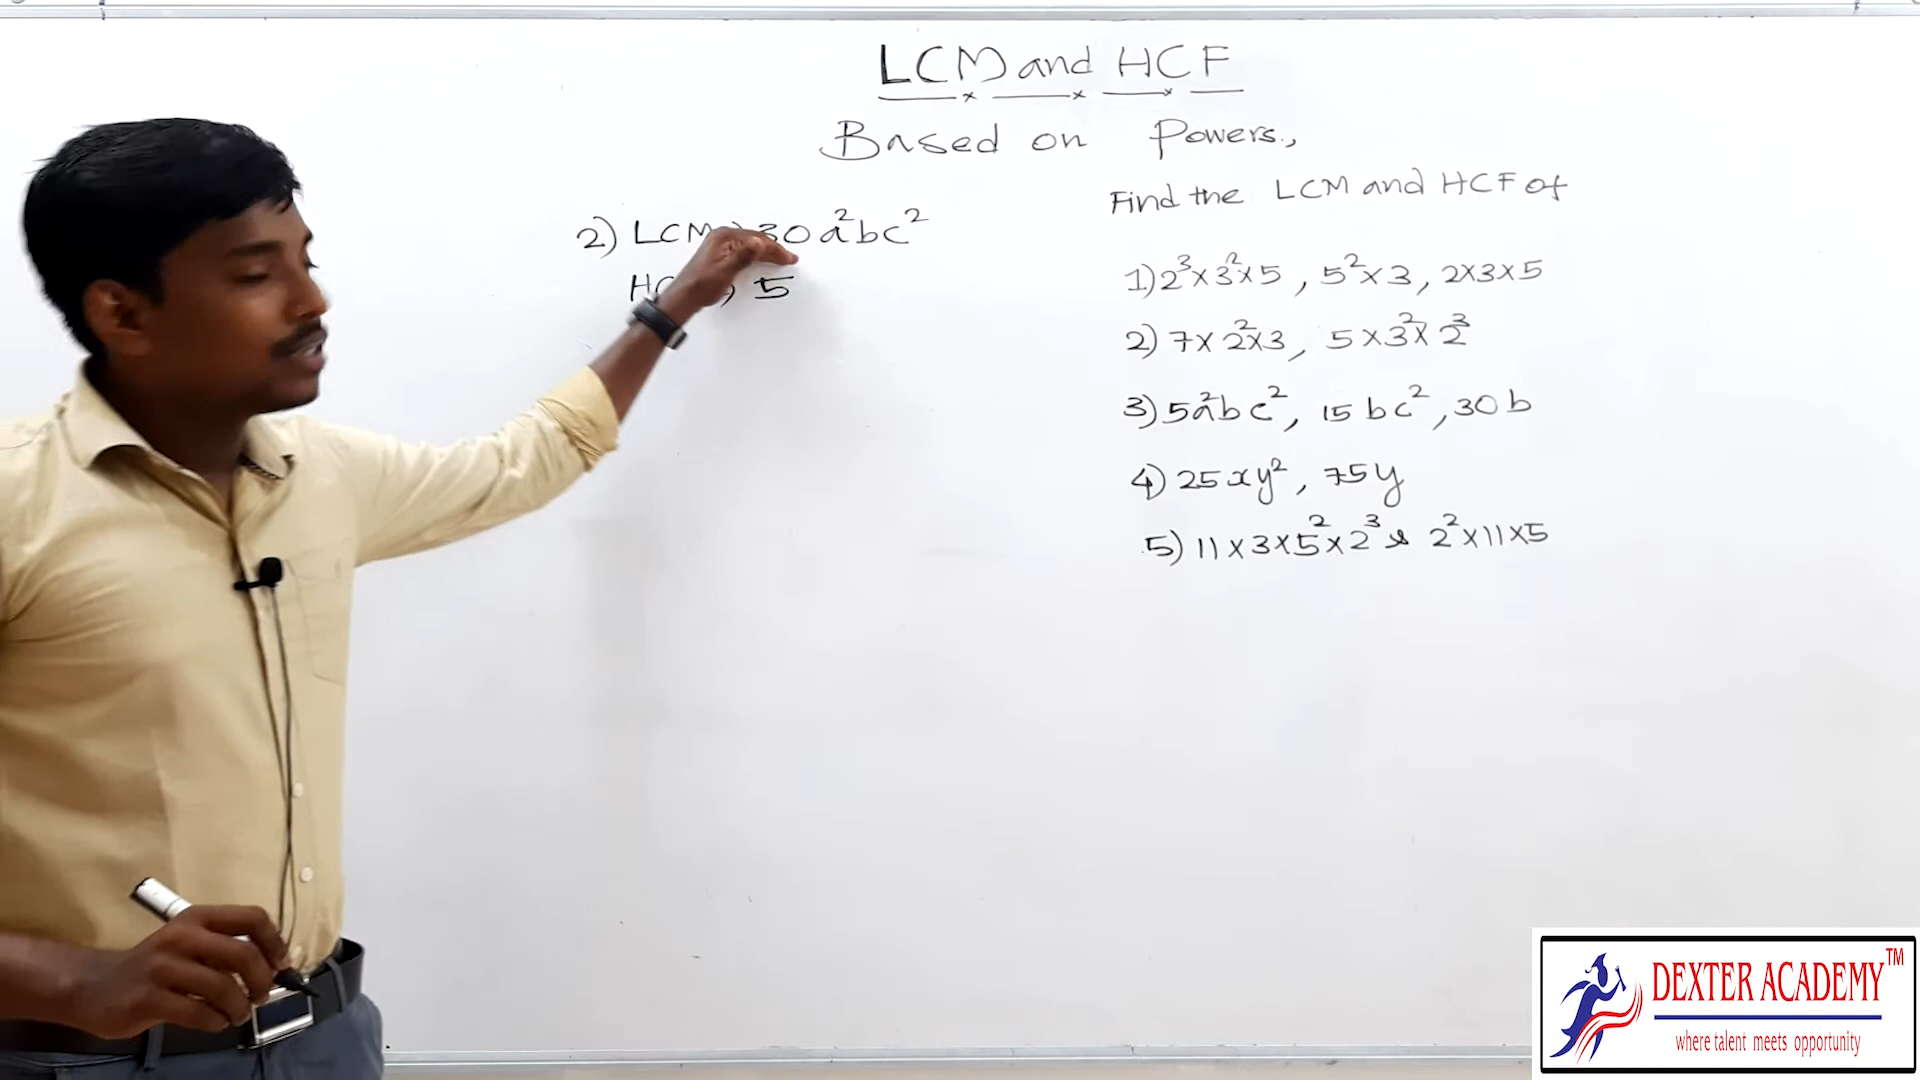 LCM and HCF
Based on Powers.,
2) LCM) 30a²bc²
HC ) 5
Find the LCM and HCF of
1) 2³x3²x5, 5²x3, 2x3x5
2) 7x2²x3, 5x3²x2³
3) 5a²bc², 15bc², 30b
4) 25xy², 75y
5) 11x3x5²x2³ & 2²x11x5
DEXTER ACADEMY™
where talent meets opportunity